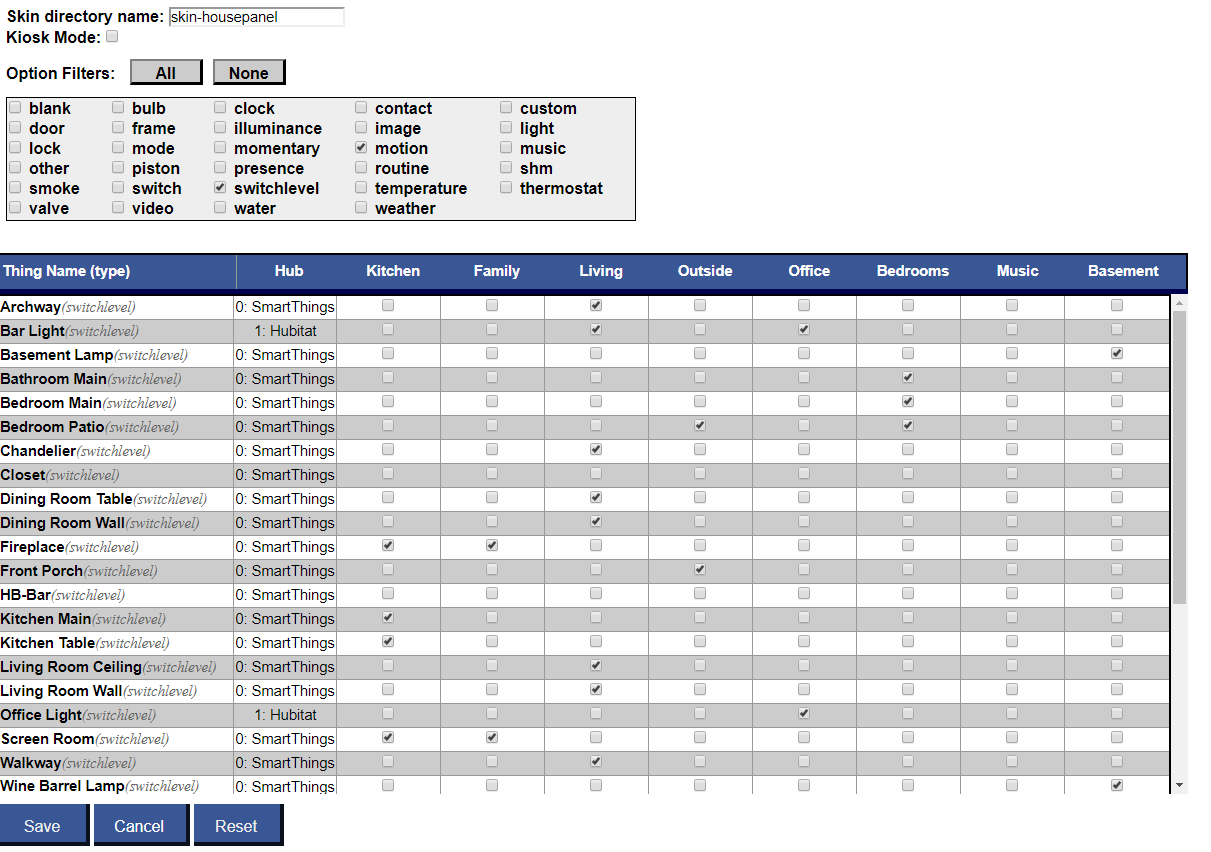 Skin directory name: skin-housepanel
Kiosk Mode:
Option Filters: All None
blank bulb clock contact custom
door frame illuminance image light
lock mode momentary motion music
other piston presence routine shm
smoke switch switchlevel temperature thermostat
valve video water weather
Thing Name (type) Hub Kitchen Family Living Outside Office Bedrooms Music Basement
Archway(switchlevel) 0: SmartThings
Bar Light(switchlevel) 1: Hubitat
Basement Lamp(switchlevel) 0: SmartThings
Bathroom Main(switchlevel) 0: SmartThings
Bedroom Main(switchlevel) 0: SmartThings
Bedroom Patio(switchlevel) 0: SmartThings
Chandelier(switchlevel) 0: SmartThings
Closet(switchlevel) 0: SmartThings
Dining Room Table(switchlevel) 0: SmartThings
Dining Room Wall(switchlevel) 0: SmartThings
Fireplace(switchlevel) 0: SmartThings
Front Porch(switchlevel) 0: SmartThings
HB-Bar(switchlevel) 0: SmartThings
Kitchen Main(switchlevel) 0: SmartThings
Kitchen Table(switchlevel) 0: SmartThings
Living Room Ceiling(switchlevel) 0: SmartThings
Living Room Wall(switchlevel) 0: SmartThings
Office Light(switchlevel) 1: Hubitat
Screen Room(switchlevel) 0: SmartThings
Walkway(switchlevel) 0: SmartThings
Wine Barrel Lamp(switchlevel) 0: SmartThings
Save Cancel Reset